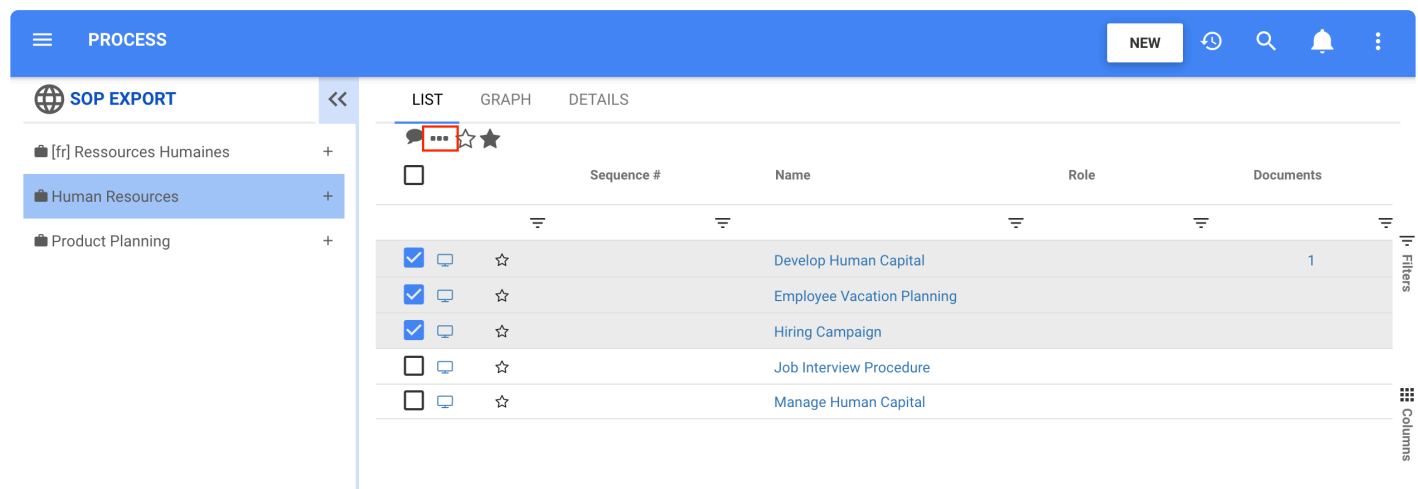 PROCESS
NEW
SOP EXPORT
LIST GRAPH DETAILS
[fr] Ressources Humaines +
Human Resources +
Product Planning +
Sequence # Name Role Documents
Develop Human Capital 1
Employee Vacation Planning
Hiring Campaign
Job Interview Procedure
Manage Human Capital
Filters
Columns